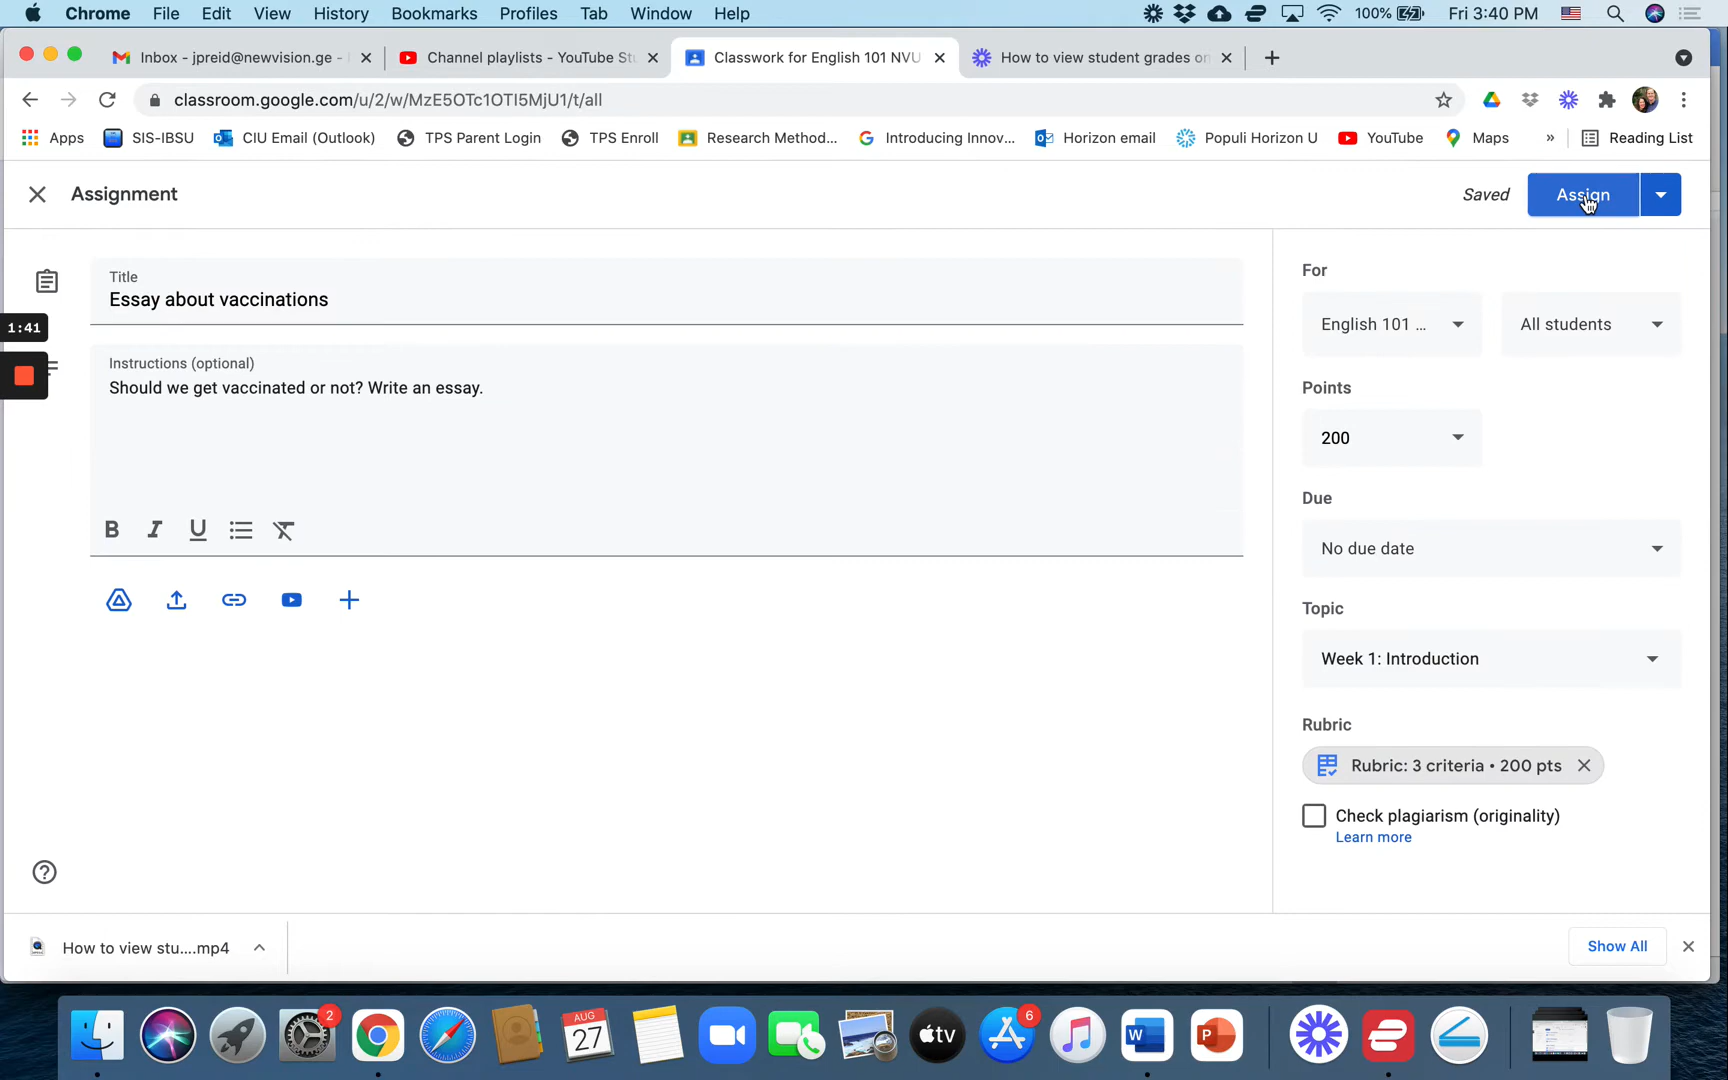 Chrome File Edit View History Bookmarks Profiles Tab Window Help 100% Fri 3:40 PM
Inbox - jpreid@newvision.ge - Channel playlists - YouTube Stu Classwork for English 101 NVU How to view student grades on
classroom.google.com/u/2/w/MzE5OTc1OTI5MjU1/t/all
Apps SIS-IBSU CIU Email (Outlook) TPS Parent Login TPS Enroll Research Method... Introducing Innov... Horizon email Populi Horizon U YouTube Maps » Reading List
Assignment Saved Assign
For
Title
Essay about vaccinations
English 101 ... All students
1:41
Instructions (optional)
Should we get vaccinated or not? Write an essay.
Points
200
Due
B I U
No due date
Topic
Week 1: Introduction
Rubric
Rubric: 3 criteria • 200 pts
Check plagiarism (originality)
Learn more
How to view stu....mp4 Show All
2 AUG 27 tv 6 W P